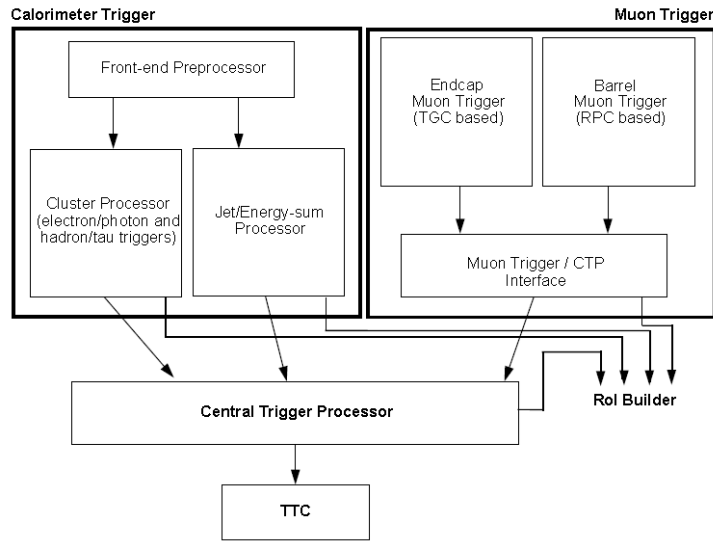 Calorimeter Trigger
Muon Trigger
Front-end Preprocessor
Endcap
Muon Trigger
(TGC based)
Barrel
Muon Trigger
(RPC based)
Cluster Processor
(electron/photon and
hadron/tau triggers)
Jet/Energy-sum
Processor
Muon Trigger / CTP
Interface
Central Trigger Processor
RoI Builder
TTC